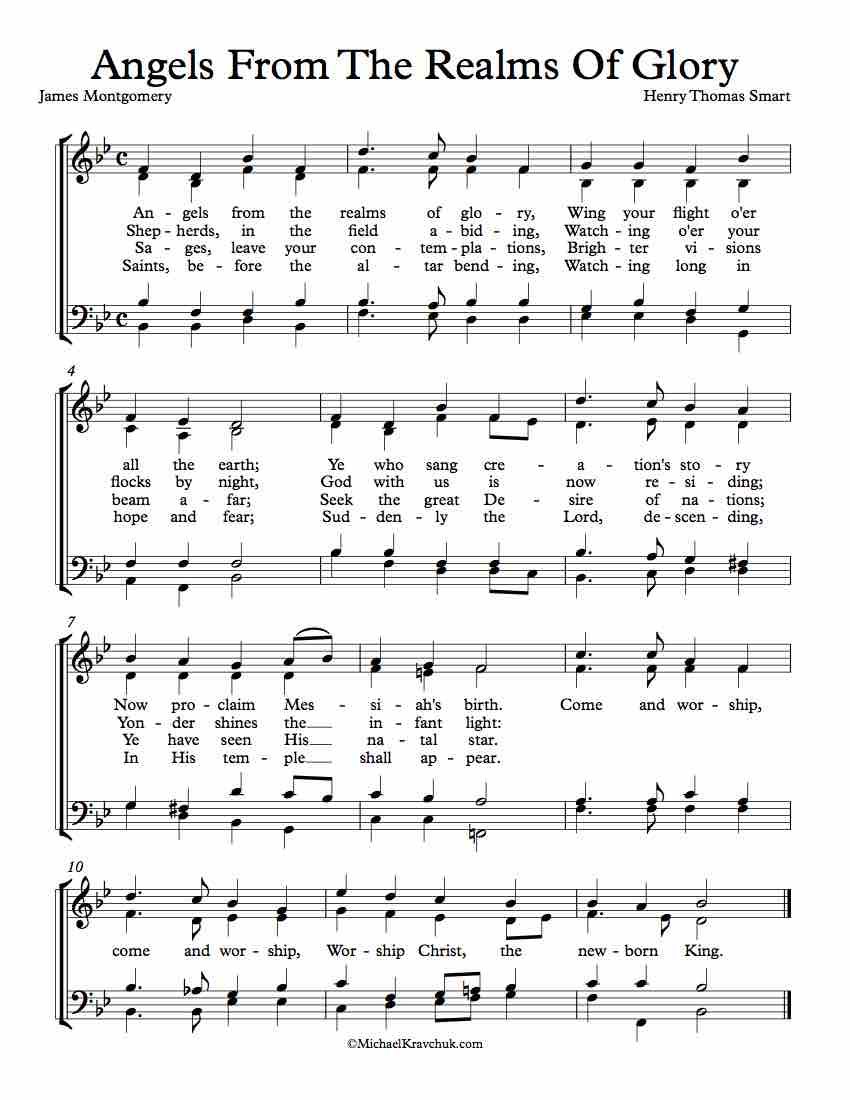 Angels From The Realms Of Glory
James Montgomery Henry Thomas Smart
An - gels from the realms of glo - ry, Wing your flight o'er
Shep - herds, in the field a - bid - ing, Watch - ing o'er your
Sa - ges, leave your con - tem - pla - tions, Brigh - ter vi - sions
Saints, be - fore the al - tar bend - ing, Watch - ing long in
4
all the earth; Ye who sang cre - a - tion's sto - ry
flocks by night, God with us is now re - si - ding;
beam a - far; Seek the great De - sire of na - tions;
hope and fear; Sud - den - ly the Lord, de - scen - ding,
7
Now pro - claim Mes - si - ah's birth. Come and wor - ship,
Yon - der shines the in - fant light:
Ye have seen His na - tal star.
In His tem - ple shall ap - pear.
10
come and wor - ship, Wor - ship Christ, the new - born King.
©MichaelKravchuk.com